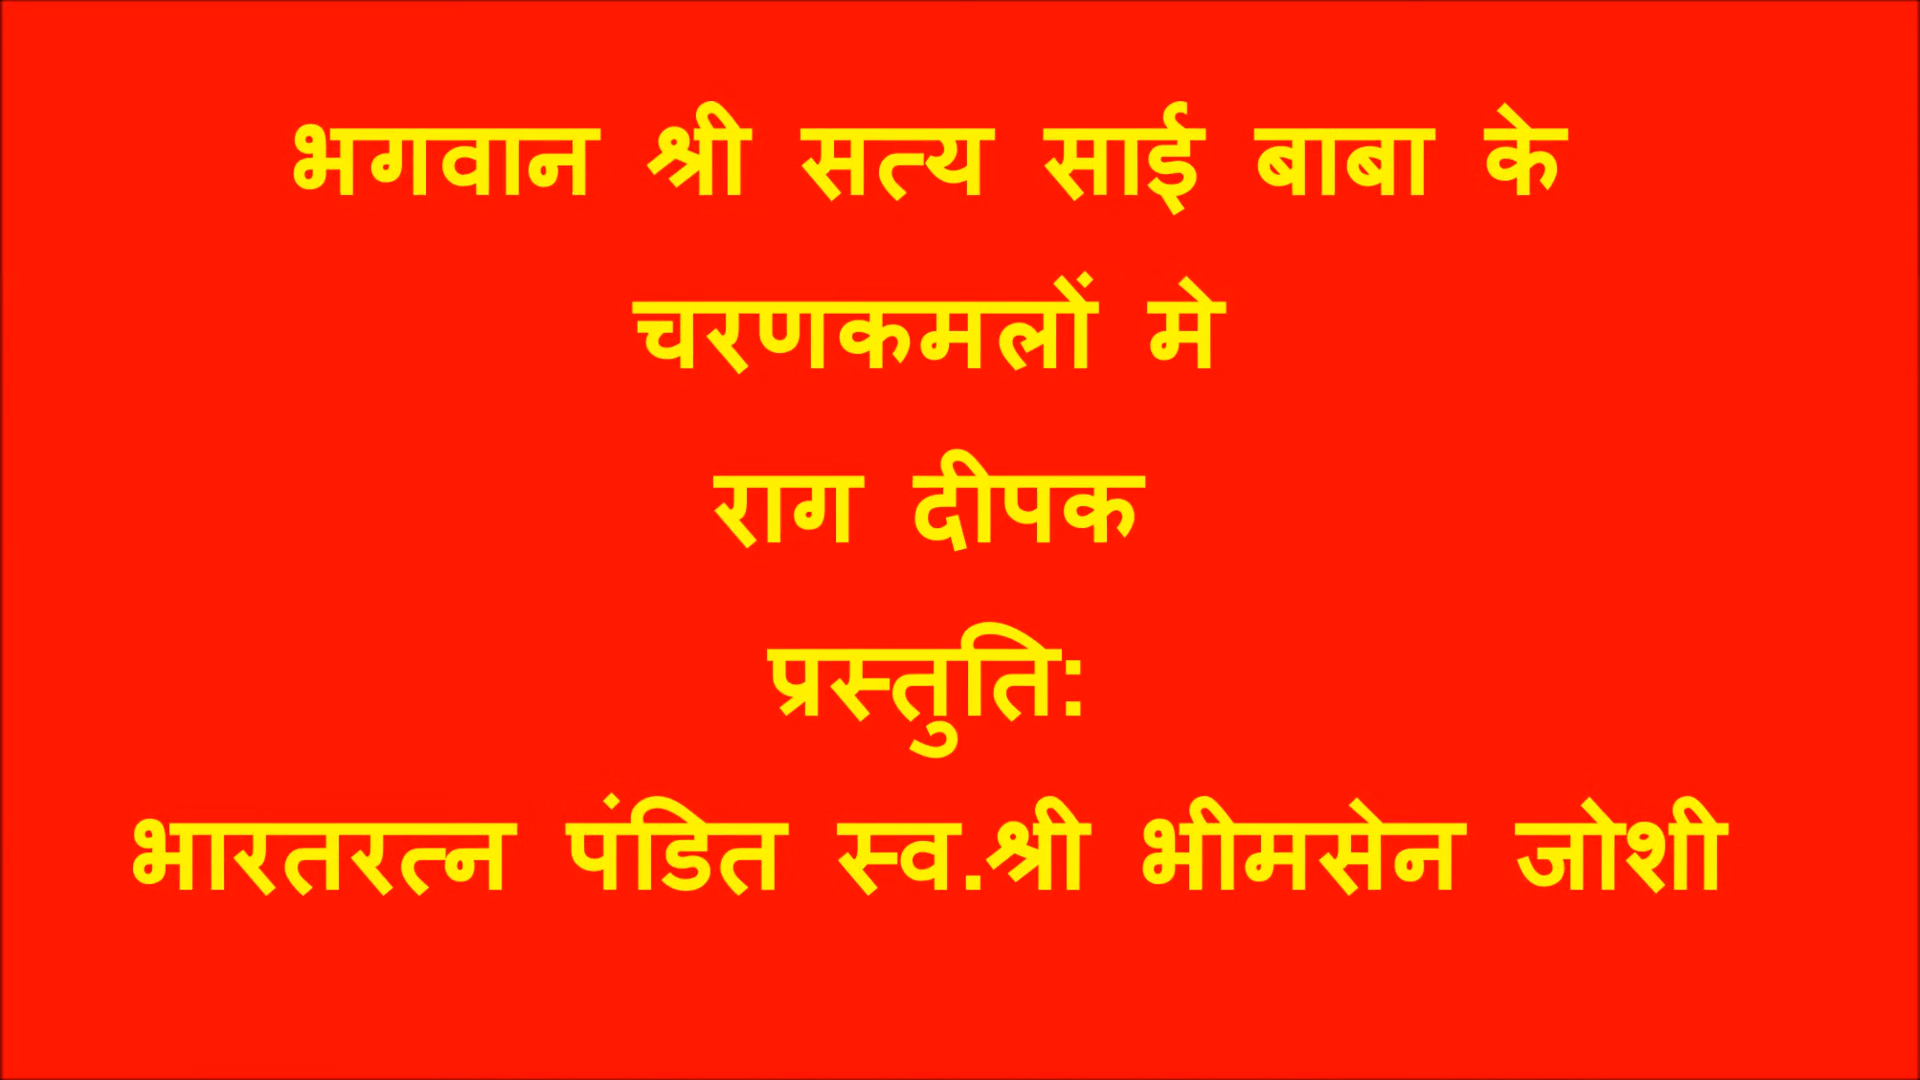 भगवान श्री सत्य साई बाबा के
चरणकमलों मे
राग दीपक
प्रस्तुति:
भारतरत्न पंडित स्व.श्री भीमसेन जोशी